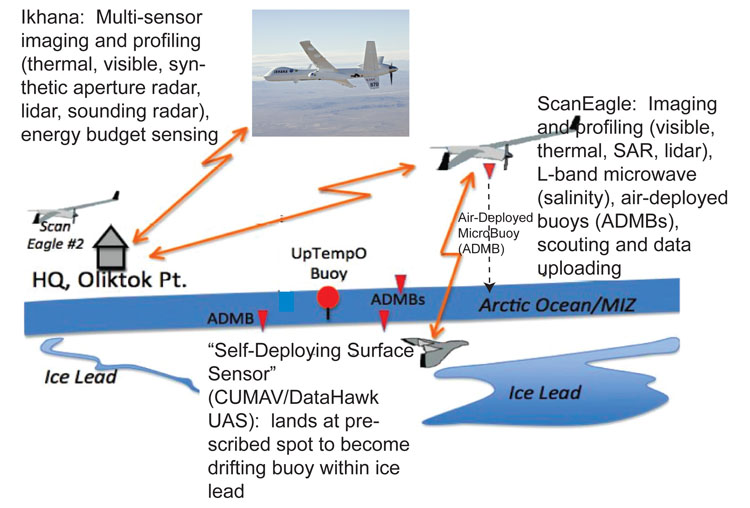 Ikhana:  Multi-sensor
imaging and profiling
(thermal, visible, syn-
thetic aperture radar,
lidar, sounding radar),
energy budget sensing
ScanEagle:  Imaging
and profiling (visible,
thermal, SAR, lidar),
L-band microwave
(salinity), air-deployed
buoys (ADMBs),
scouting and data
uploading
Air-Deployed
MicroBuoy
(ADMB)
Scan
Eagle #2
HQ, Oliktok Pt.
UpTempO
Buoy
ADMBs
Arctic Ocean/MIZ
ADMB
"Self-Deploying Surface
Sensor"
(CUMAV/DataHawk
UAS):  lands at pre-
scribed spot to become
drifting buoy within ice
lead
Ice Lead
Ice Lead